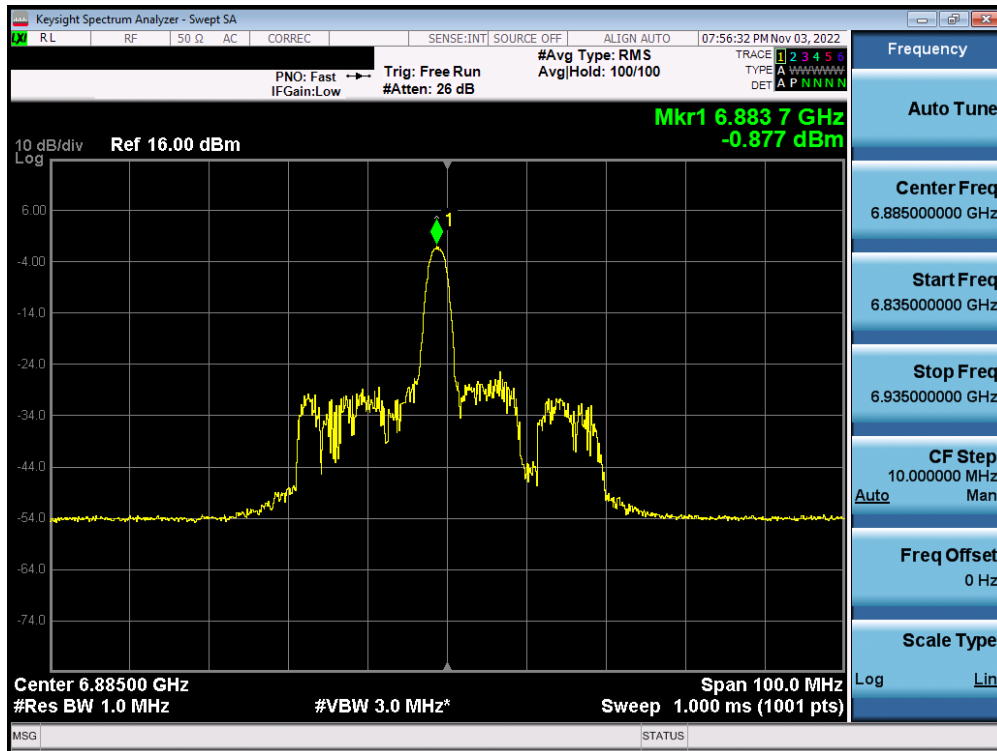 Keysight Spectrum Analyzer - Swept SA
LXI RL RF 50 Ω AC CORREC SENSE:INT SOURCE OFF ALIGN AUTO 07:56:32 PM Nov 03, 2022
PNO: Fast Trig: Free Run #Avg Type: RMS TRACE 1 2 3 4 5 6
IFGain:Low #Atten: 26 dB Avg|Hold: 100/100 TYPE A WWWWWW
DET A P N N N N
Mkr1 6.883 7 GHz
-0.877 dBm
10 dB/div Ref 16.00 dBm
Log
1
6.00
-4.00
-14.0
-24.0
-34.0
-44.0
-54.0
-64.0
-74.0
Center 6.88500 GHz Span 100.0 MHz
#Res BW 1.0 MHz #VBW 3.0 MHz* Sweep 1.000 ms (1001 pts)
MSG STATUS
Frequency
Auto Tune
Center Freq
6.885000000 GHz
Start Freq
6.835000000 GHz
Stop Freq
6.935000000 GHz
CF Step
10.000000 MHz
Auto Man
Freq Offset
0 Hz
Scale Type
Log Lin